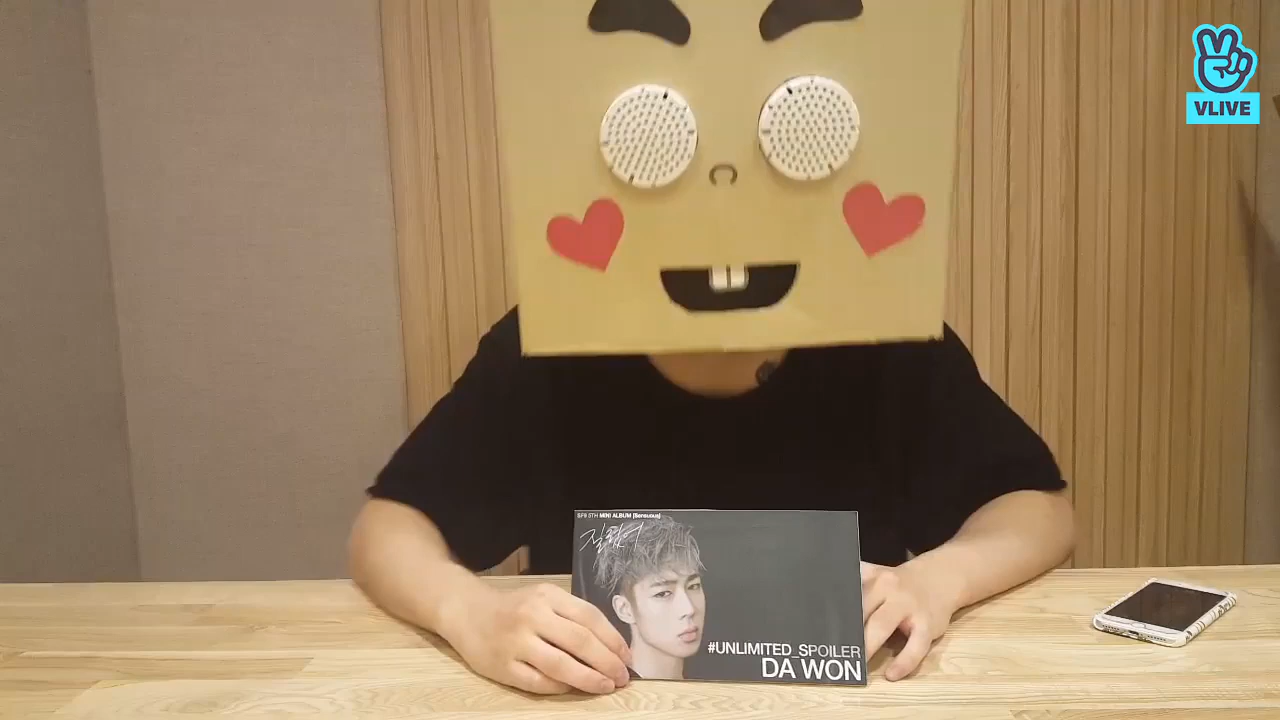 VLIVE
SF9 5TH MINI ALBUM [Sensuous]
질렀어
#UNLIMITED_SPOILER
DA WON